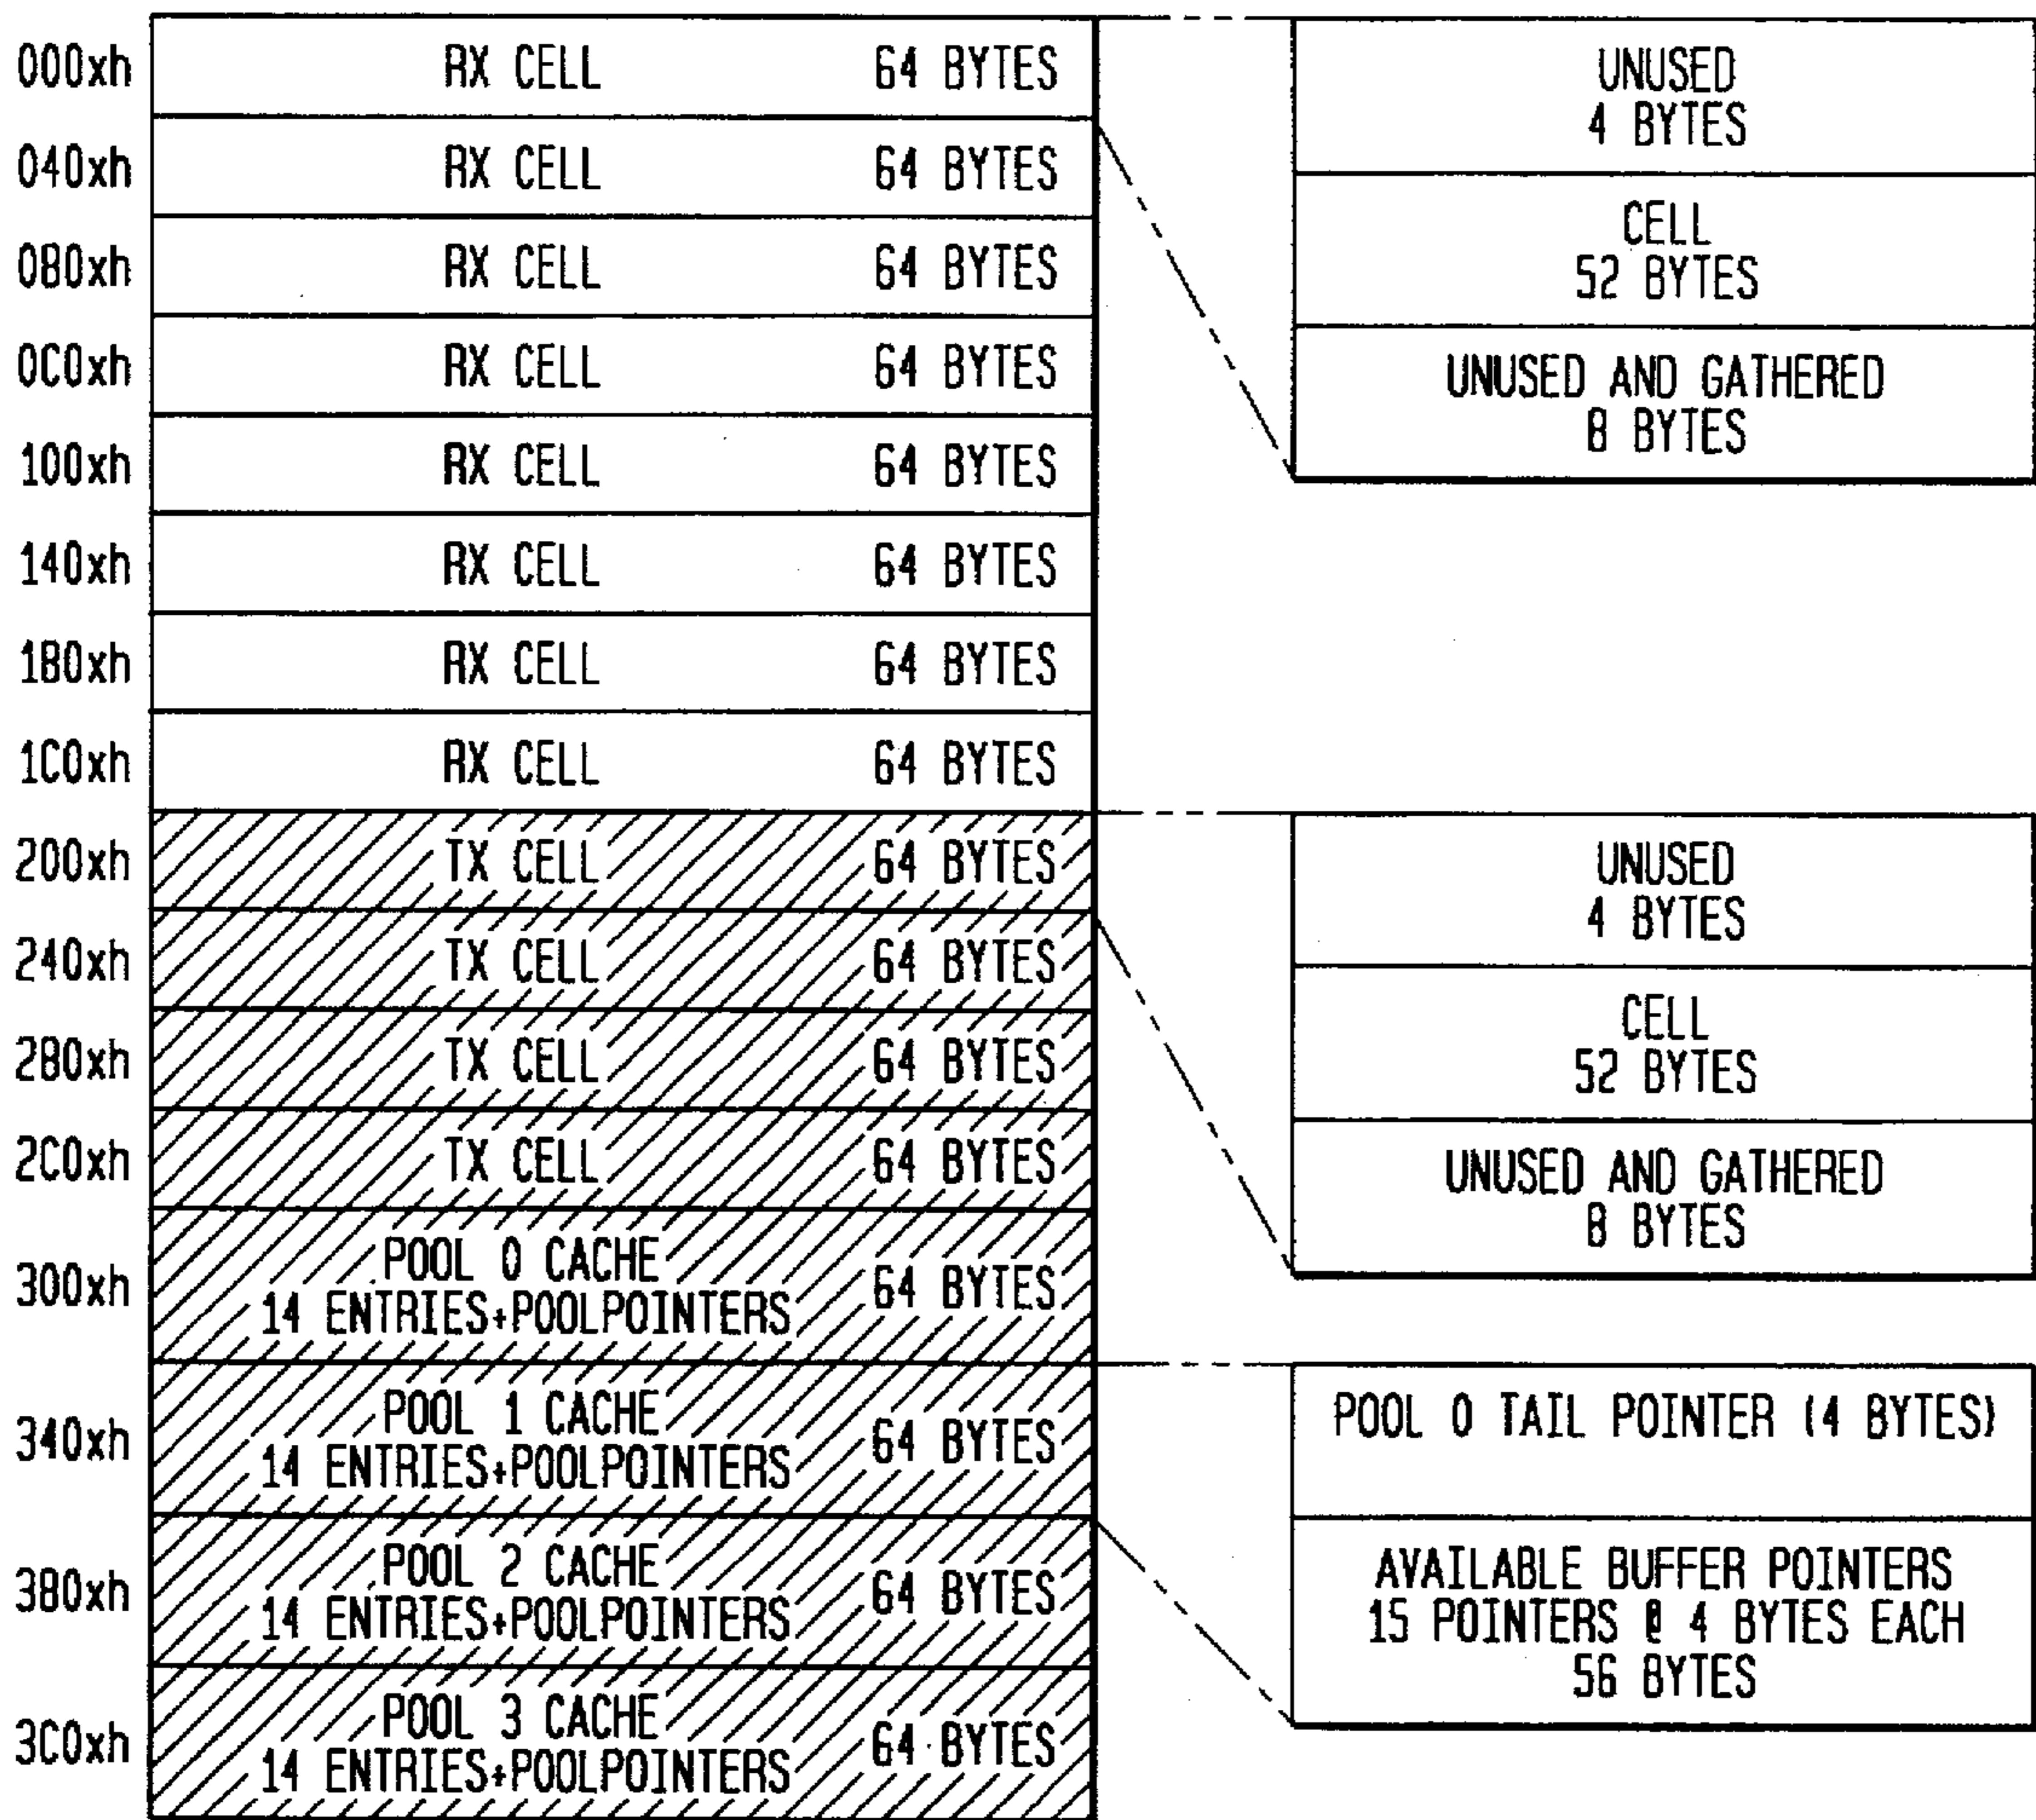 000xh RX CELL 64 BYTES
040xh RX CELL 64 BYTES
080xh RX CELL 64 BYTES
0C0xh RX CELL 64 BYTES
100xh RX CELL 64 BYTES
140xh RX CELL 64 BYTES
180xh RX CELL 64 BYTES
1C0xh RX CELL 64 BYTES
200xh TX CELL 64 BYTES
240xh TX CELL 64 BYTES
280xh TX CELL 64 BYTES
2C0xh TX CELL 64 BYTES
300xh POOL 0 CACHE 64 BYTES
14 ENTRIES+POOLPOINTERS
340xh POOL 1 CACHE 64 BYTES
14 ENTRIES+POOLPOINTERS
380xh POOL 2 CACHE 64 BYTES
14 ENTRIES+POOLPOINTERS
3C0xh POOL 3 CACHE 64 BYTES
14 ENTRIES+POOLPOINTERS
UNUSED
4 BYTES
CELL
52 BYTES
UNUSED AND GATHERED
8 BYTES
UNUSED
4 BYTES
CELL
52 BYTES
UNUSED AND GATHERED
8 BYTES
POOL 0 TAIL POINTER (4 BYTES)
AVAILABLE BUFFER POINTERS
15 POINTERS @ 4 BYTES EACH
56 BYTES